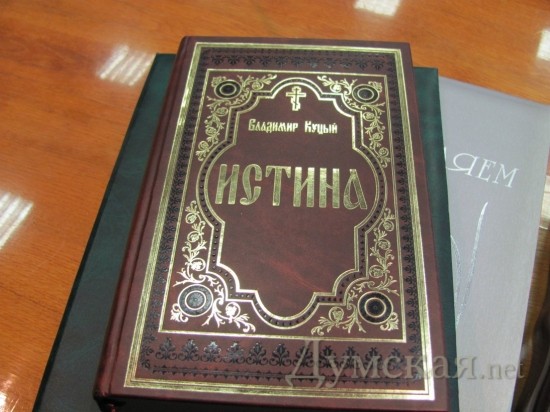 Владимир Куцый
ИСТИНА
ЯЕМ
Думская.net